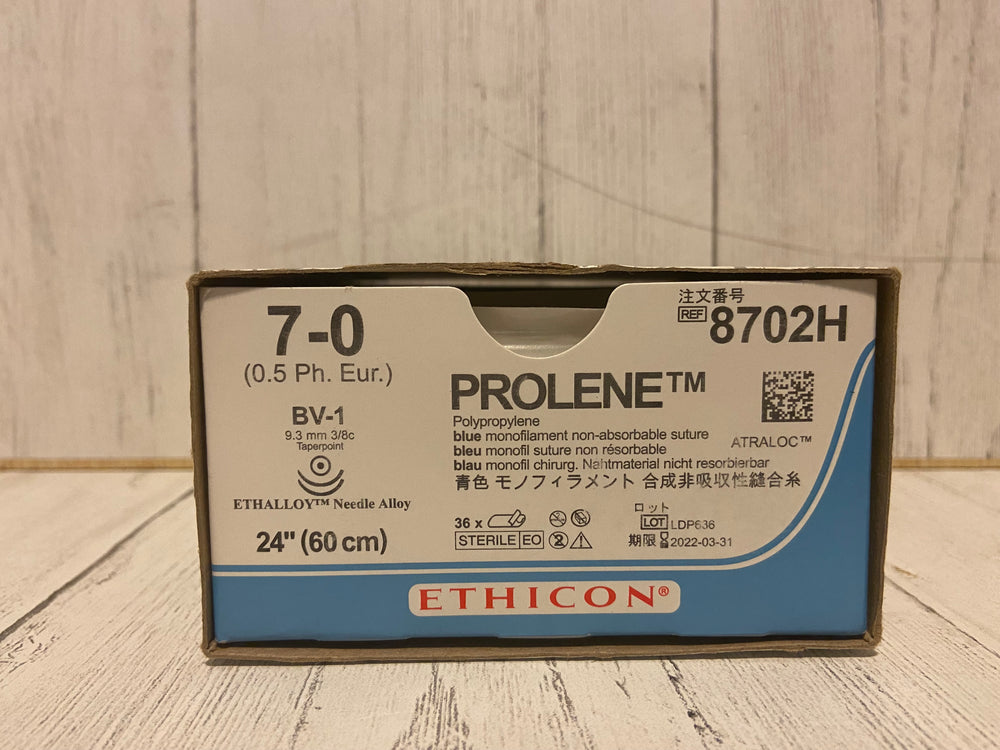 7-0
(0.5 Ph. Eur.)
BV-1
9.3 mm 3/8c
Taperpoint
ETHALLOY™ Needle Alloy
24" (60 cm)
注文番号
REF 8702H
PROLENE™
Polypropylene
blue monofilament non-absorbable suture
bleu monofil suture non résorbable
blau monofil chirurg. Nahtmaterial nicht resorbierbar
青色 モノフィラメント 合成非吸収性縫合糸
ATRALOC™
36 x
STERILE EO
ロット
LOT LDP636
期限 2022-03-31
ETHICON®